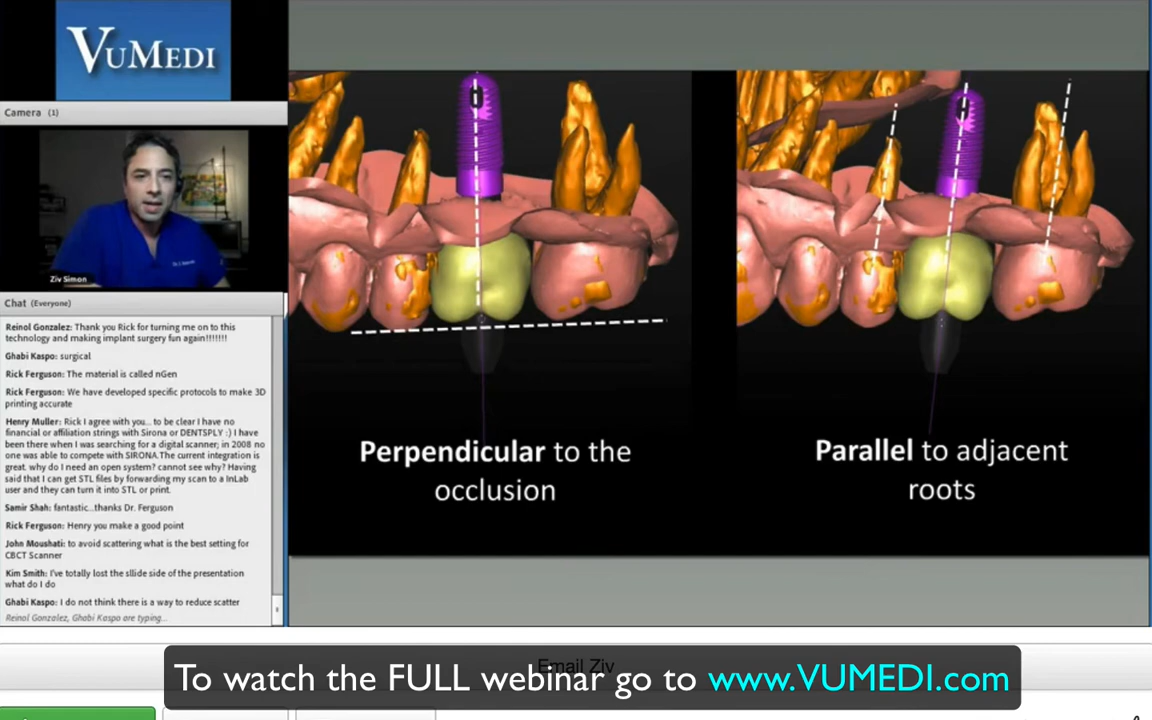 VUMEDI
Camera (1)
Ziv Simon
Chat (Everyone)
Reinol Gonzalez: Thank you Rick for turning me on to this
technology and making implant surgery fun again!!!!!!!
Ghabi Kaspo: surgical
Rick Ferguson: The material is called nGen
Rick Ferguson: We have developed specific protocols to make 3D
printing accurate
Henry Muller: Rick I agree with you... to be clear I have no
financial or affiliation strings with Sirona or DENTSPLY :) I have
been there when I was searching for a digital scanner; in 2008 no
one was able to compete with SIRONA.The current integration is
great. why do I need an open system? cannot see why? Having
said that I can get STL files by forwarding my scan to a InLab
user and they can turn it into STL or print.
Samir Shah: fantastic...thanks Dr. Ferguson
Rick Ferguson: Henry you make a good point
John Moushati: to avoid scattering what is the best setting for
CBCT Scanner
Kim Smith: I've totally lost the sllide side of the presentation
what do I do
Ghabi Kaspo: I do not think there is a way to reduce scatter
Reinol Gonzalez, Ghabi Kaspo are typing...
Perpendicular to the
occlusion
Parallel to adjacent
roots
Email Ziv
To watch the FULL webinar go to www.VUMEDI.com